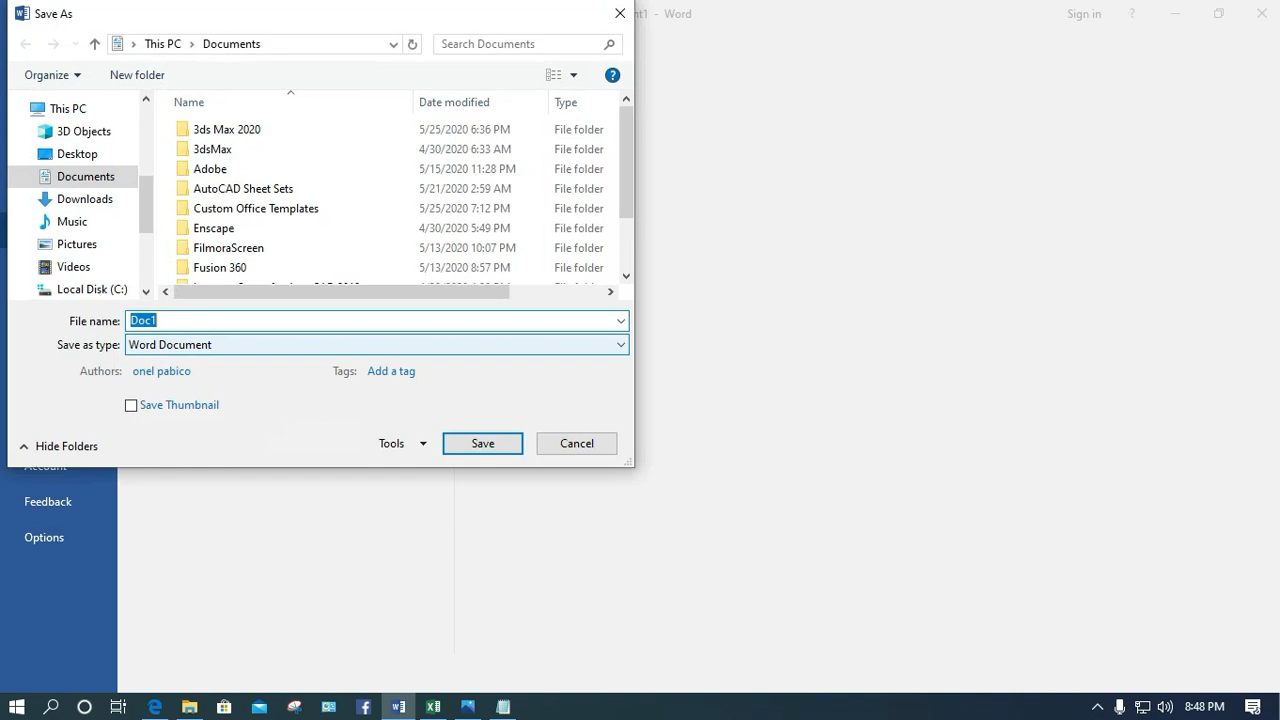 Save As
nt1 - Word
Sign in
?
This PC > Documents
Search Documents
Organize
New folder
?
Name
Date modified
Type
This PC
3D Objects
Desktop
Documents
Downloads
Music
Pictures
Videos
Local Disk (C:)
3ds Max 2020 5/25/2020 6:36 PM File folder
3dsMax 4/30/2020 6:33 AM File folder
Adobe 5/15/2020 11:28 PM File folder
AutoCAD Sheet Sets 5/21/2020 2:59 AM File folder
Custom Office Templates 5/25/2020 7:12 PM File folder
Enscape 4/30/2020 5:49 PM File folder
FilmoraScreen 5/13/2020 10:07 PM File folder
Fusion 360 5/13/2020 8:57 PM File folder
File name: Doc1
Save as type: Word Document
Authors: onel pabico
Tags: Add a tag
Save Thumbnail
Hide Folders
Tools
Save
Cancel
Account
Feedback
Options
8:48 PM